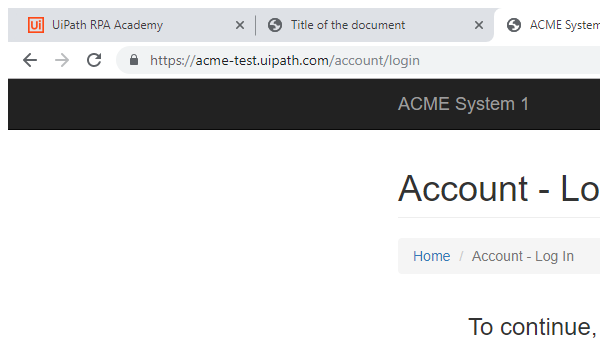 Ui UiPath RPA Academy Title of the document ACME System
https://acme-test.uipath.com/account/login
ACME System 1
Account - Lo
Home / Account - Log In
To continue,